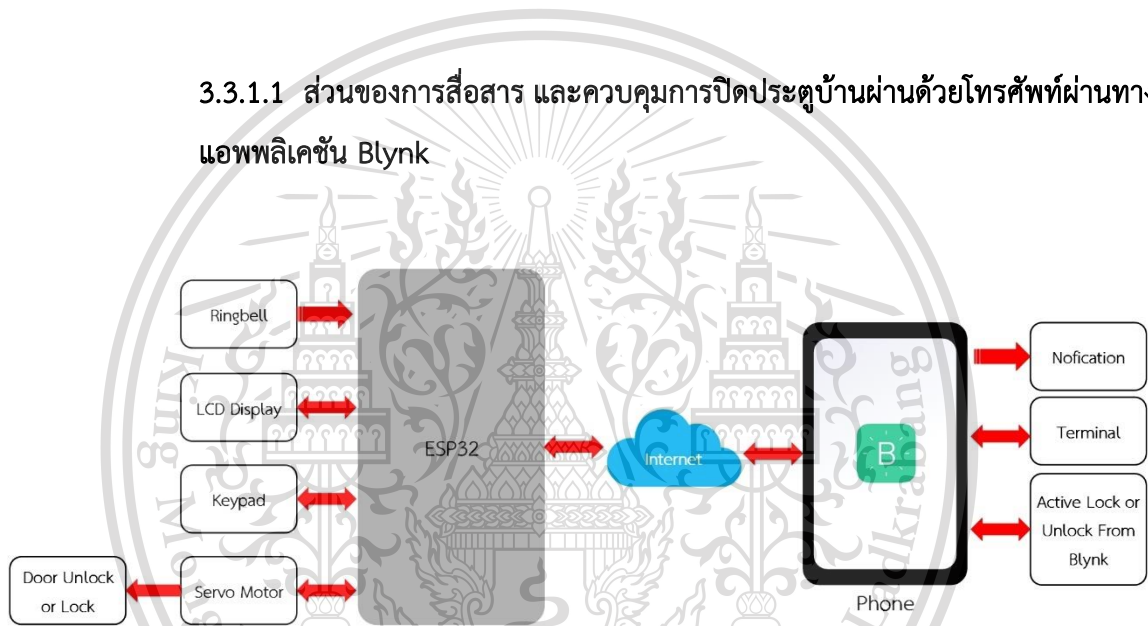 3.3.1.1 ส่วนของการสื่อสาร และควบคุมการปิดประตูบ้านผ่านด้วยโทรศัพท์ผ่านทาง
แอพพลิเคชัน Blynk
Ringbell
LCD Display
Keypad
Servo Motor
Door Unlock
or Lock
ESP32
Internet
B
Phone
Nofication
Terminal
Active Lock or
Unlock From
Blynk
King Mo
adkrabang